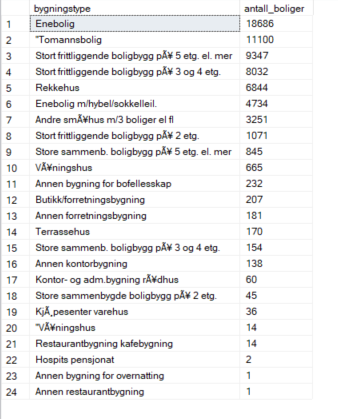 bygningstype antall_boliger
1 Enebolig 18686
2 "Tomannsbolig 11100
3 Stort frittliggende boligbygg pÃ¥ 5 etg. el. mer 9347
4 Stort frittliggende boligbygg pÃ¥ 3 og 4 etg. 8032
5 Rekkehus 6844
6 Enebolig m/hybel/sokkelleil. 4734
7 Andre smÃ¥hus m/3 boliger el fl 3251
8 Stort frittliggende boligbygg pÃ¥ 2 etg. 1071
9 Store sammenb. boligbygg pÃ¥ 5 etg. el. mer 845
10 VÃ¥ningshus 665
11 Annen bygning for bofellesskap 232
12 Butikk/forretningsbygning 207
13 Annen forretningsbygning 181
14 Terrassehus 170
15 Store sammenb. boligbygg pÃ¥ 3 og 4 etg. 154
16 Annen kontorbygning 138
17 Kontor- og adm.bygning rÃ¥dhus 60
18 Store sammenbygde boligbygg pÃ¥ 2 etg. 45
19 KjÃ¸pesenter varehus 36
20 "VÃ¥ningshus 14
21 Restaurantbygning kafebygning 14
22 Hospits pensjonat 2
23 Annen bygning for overnatting 1
24 Annen restaurantbygning 1